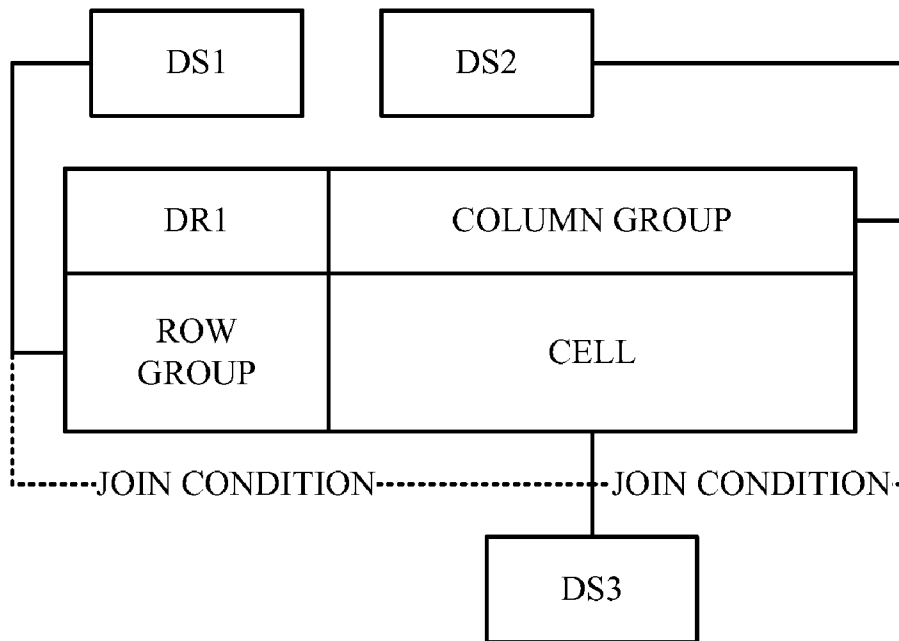 DS1
DS2
DR1
COLUMN GROUP
ROW
GROUP
CELL
JOIN CONDITION
JOIN CONDITION
DS3